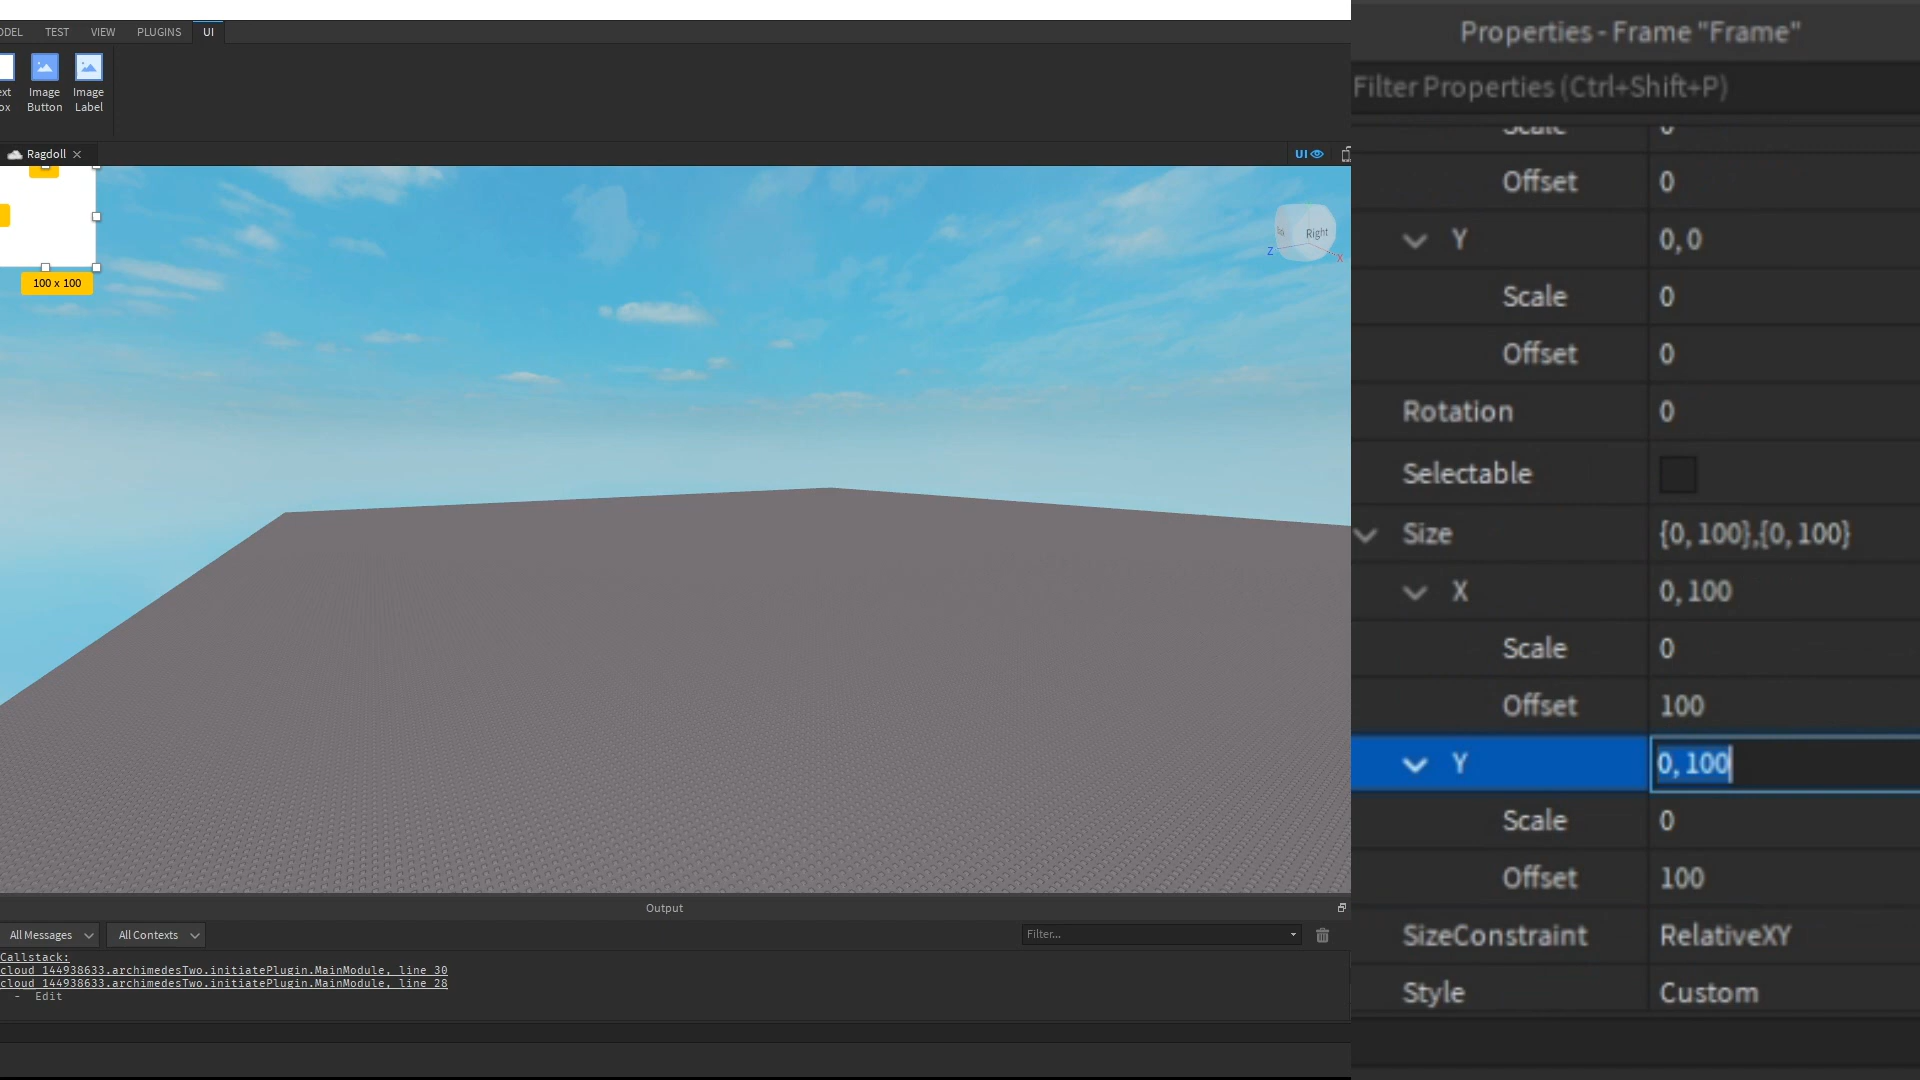 ODEL TEST VIEW PLUGINS UI
ext Image Image
ox Button Label
Ragdoll
UI
100 x 100
Right
Z
X
Output
All Messages All Contexts Filter...
Callstack:
cloud_144938633.archimedesTwo.initiatePlugin.MainModule, line 30
cloud_144938633.archimedesTwo.initiatePlugin.MainModule, line 28
- Edit
Properties - Frame "Frame"
Filter Properties (Ctrl+Shift+P)
Scale 0
Offset 0
Y 0, 0
Scale 0
Offset 0
Rotation 0
Selectable
Size {0, 100},{0, 100}
X 0, 100
Scale 0
Offset 100
Y 0, 100
Scale 0
Offset 100
SizeConstraint RelativeXY
Style Custom